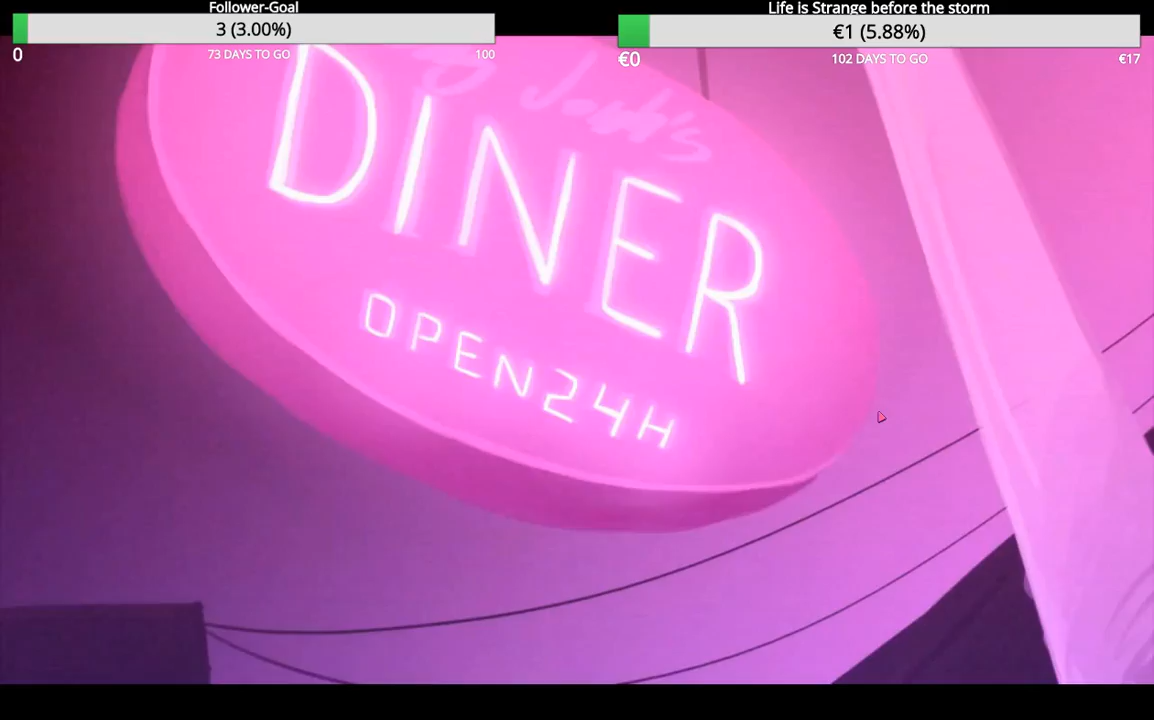 Follower-Goal
3 (3.00%)
0
73 DAYS TO GO
100
Life is Strange before the storm
€1 (5.88%)
€0
102 DAYS TO GO
€17
DINER
OPEN24H